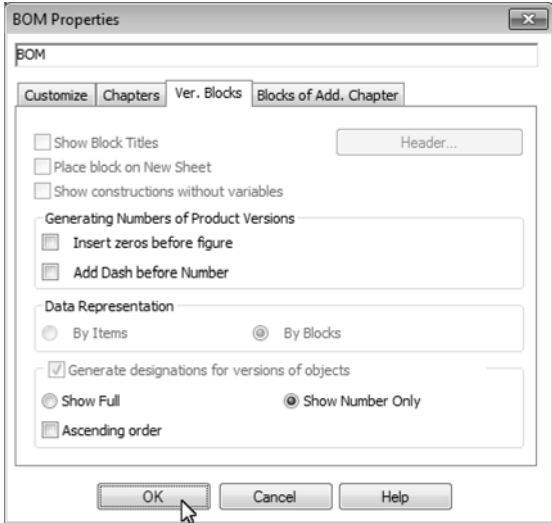 BOM Properties
BOM
Customize Chapters Ver. Blocks Blocks of Add. Chapter
Show Block Titles Header...
Place block on New Sheet
Show constructions without variables
Generating Numbers of Product Versions
Insert zeros before figure
Add Dash before Number
Data Representation
By Items By Blocks
Generate designations for versions of objects
Show Full Show Number Only
Ascending order
OK Cancel Help